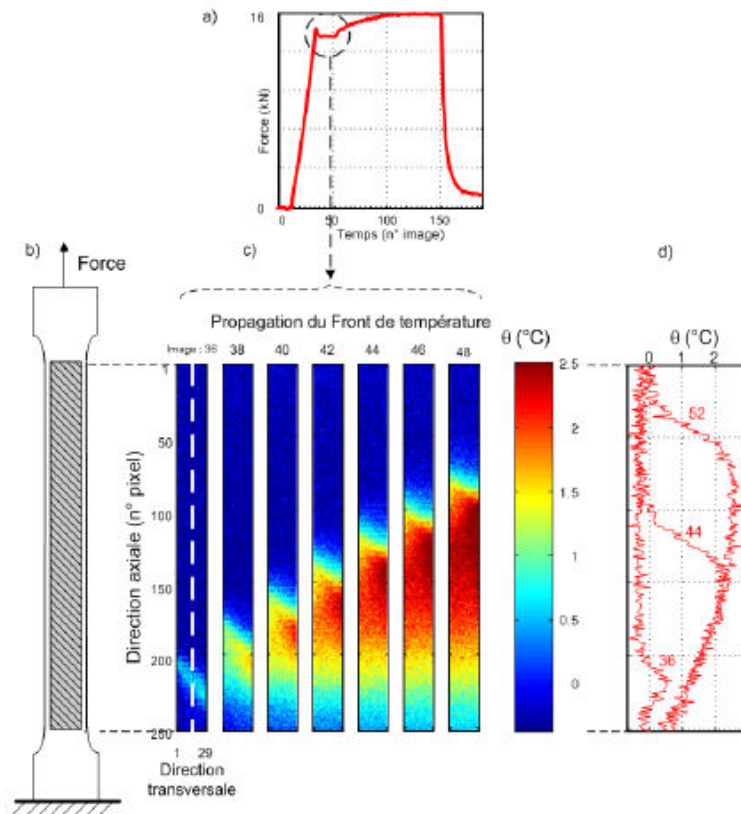 a)
16
Force (kN)
0
0 50 100 150
Temps (n° image)
b)
Force
c)
d)
Propagation du Front de température
θ (°C)
θ (°C)
Image : 36 38 40 42 44 46 48
0 1 2
1
50
100
150
200
250
Direction axiale (n° pixel)
2.5
2
1.5
1
0.5
0
52
44
36
1 29
Direction
transversale